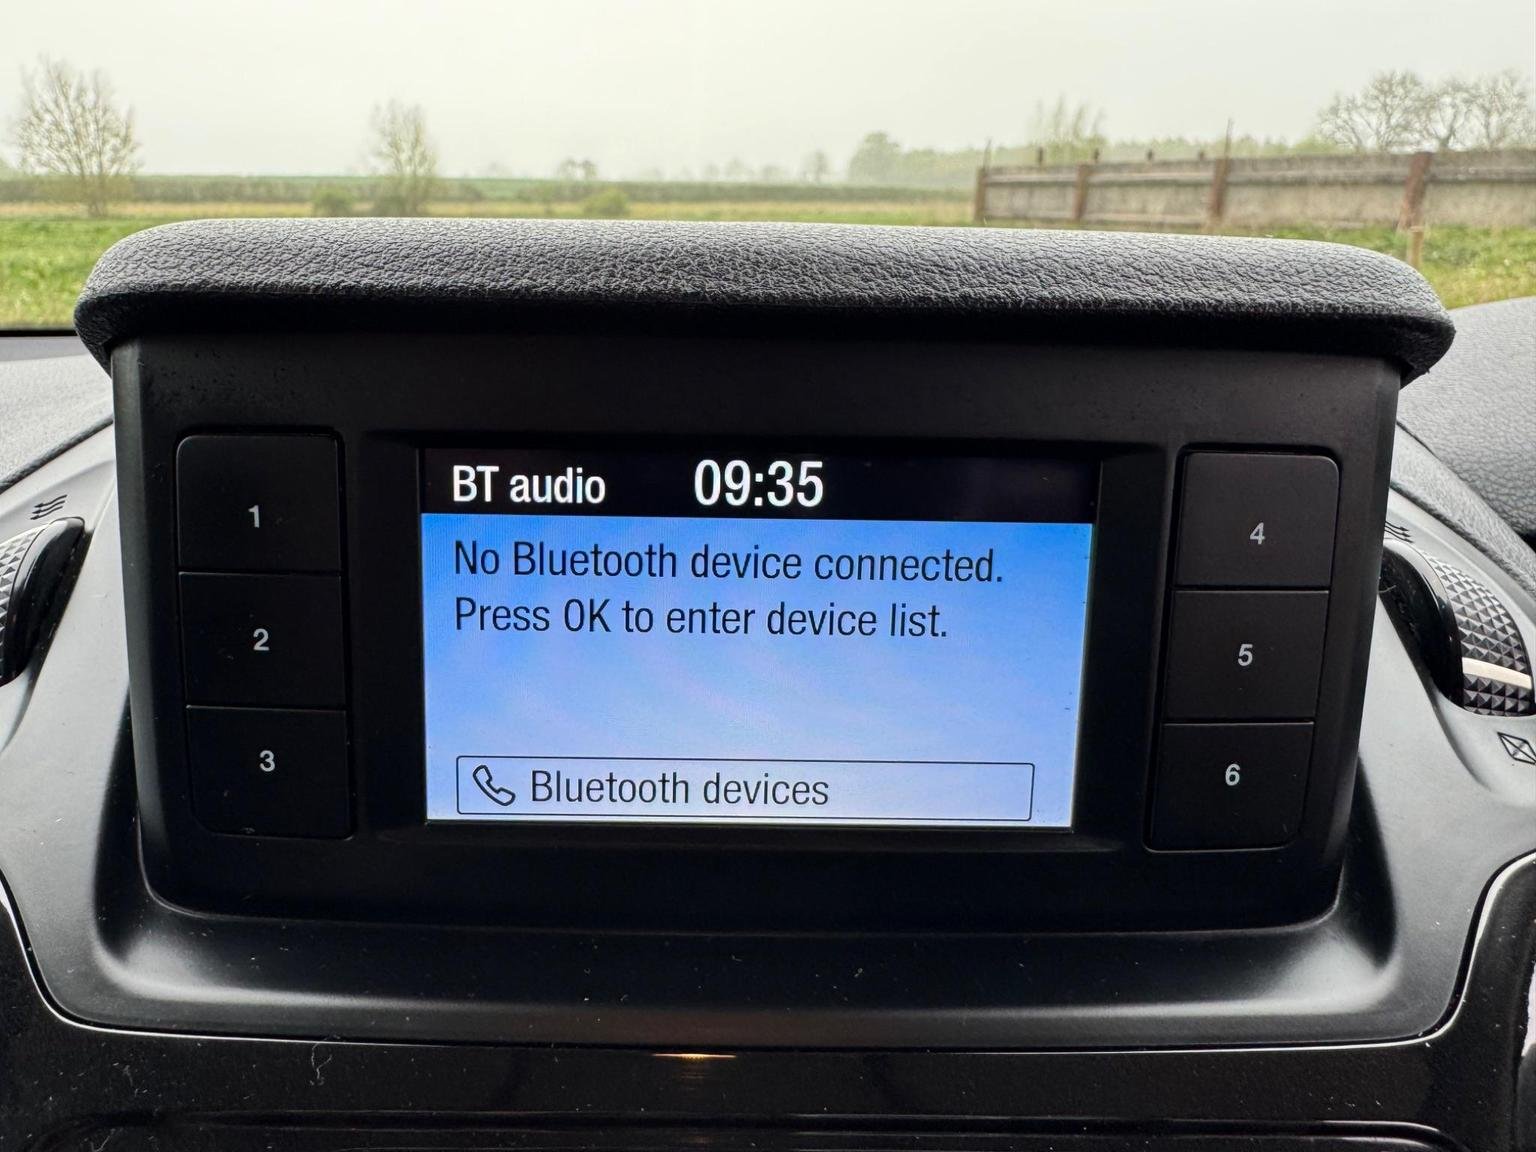 BT audio 09:35
No Bluetooth device connected.
Press OK to enter device list.
Bluetooth devices
1
2
3
4
5
6